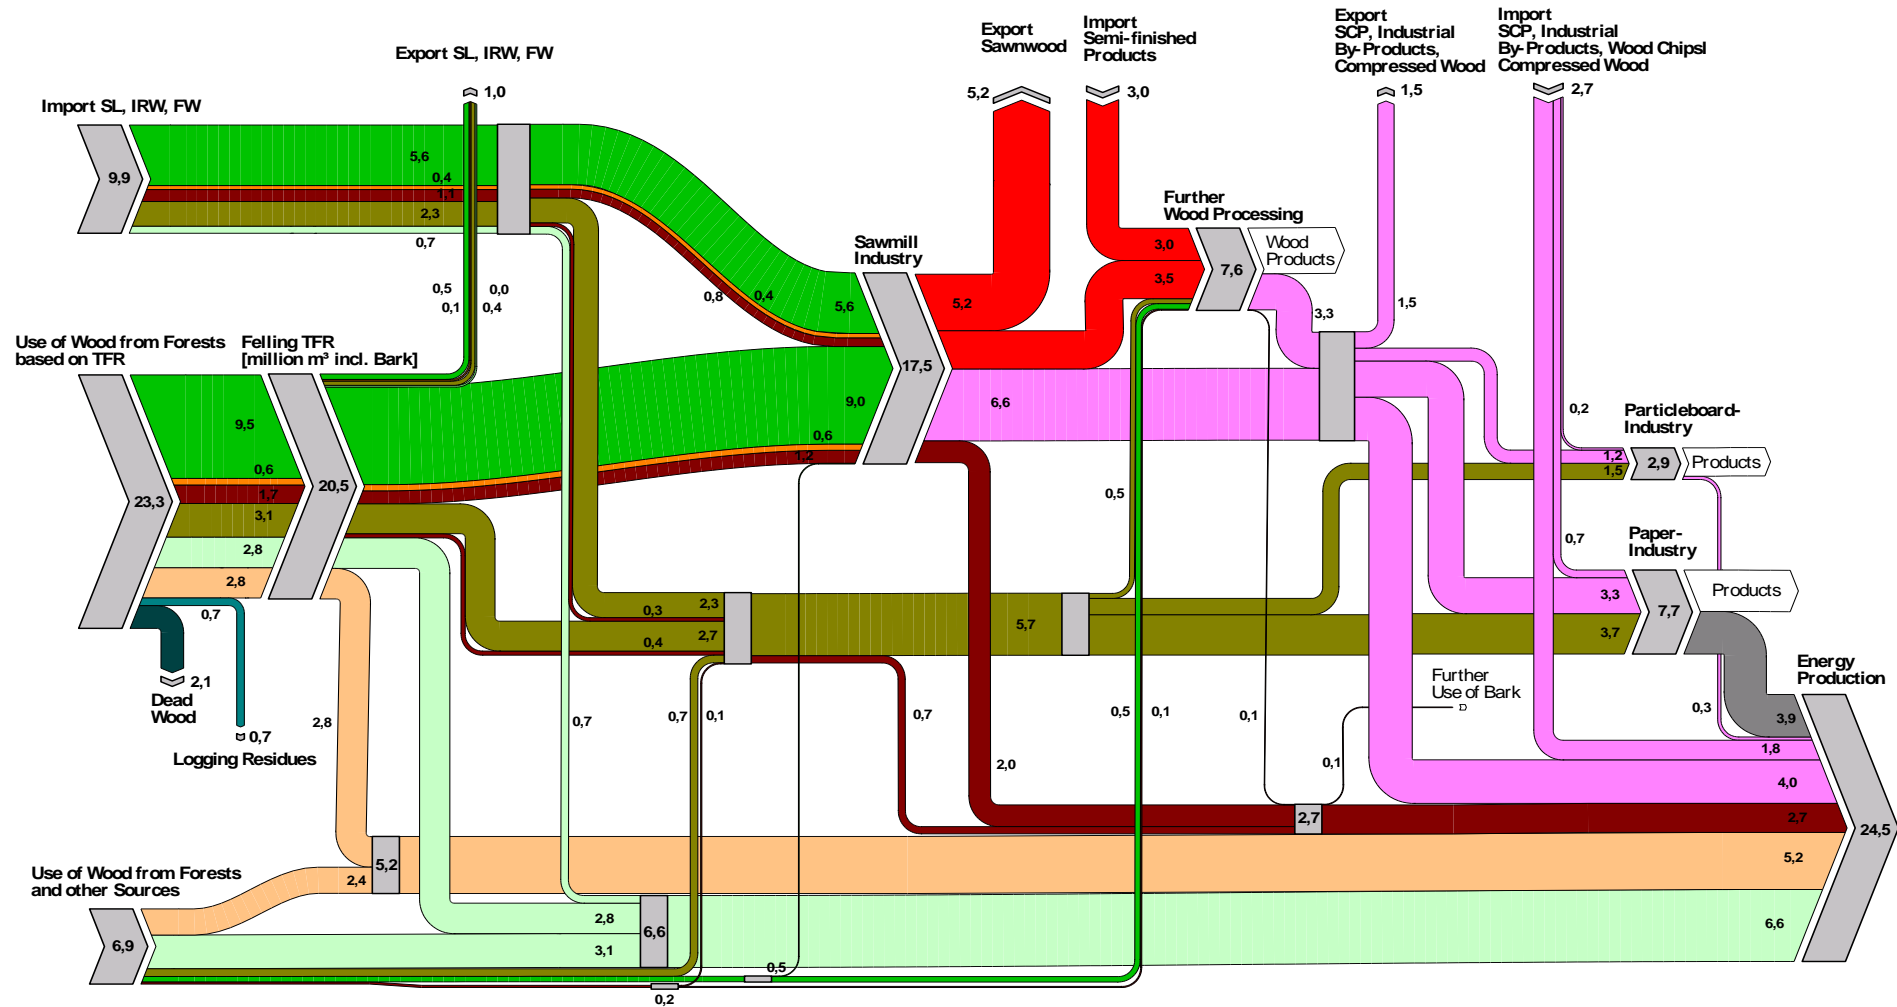 Export SL, IRW, FW
1,0
Import SL, IRW, FW
9,9
5,6
0,4
1,1
2,3
0,7
0,5
0,0
0,1
0,4
Export
Sawnwood
5,2
Import
Semi-finished
Products
3,0
Export
SCP, Industrial
By-Products,
Compressed Wood
1,5
Import
SCP, Industrial
By-Products, Wood Chipsl
Compressed Wood
2,7
Further
Wood Processing
7,6
Wood
Products
3,0
3,5
3,3
1,5
Sawmill
Industry
17,5
5,6
0,8
0,4
5,2
9,0
0,6
1,2
6,6
Use of Wood from Forests
based on TFR
23,3
9,5
0,6
1,7
3,1
2,8
2,8
0,7
Felling TFR
[million m³ incl. Bark]
20,5
2,1
Dead
Wood
0,7
Logging Residues
2,8
0,2
Particleboard-
Industry
1,2
1,5
2,9
Products
0,5
0,7
Paper-
Industry
3,3
3,7
7,7
Products
2,3
0,3
2,7
0,4
5,7
0,7
0,7
0,1
0,7
0,5
0,1
0,1
2,0
Further
Use of Bark
0,1
0,3
Energy
Production
3,9
1,8
4,0
2,7
2,7
5,2
6,6
24,5
5,2
2,4
Use of Wood from Forests
and other Sources
6,9
2,8
3,1
6,6
0,5
0,2